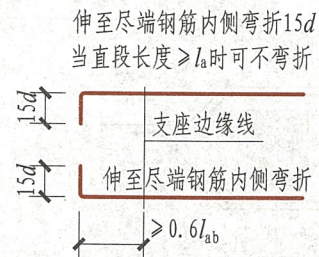 伸至尽端钢筋内侧弯折15d
当直段长度≥la时可不弯折
15d
支座边缘线
15d
伸至尽端钢筋内侧弯折
≥0.6lab